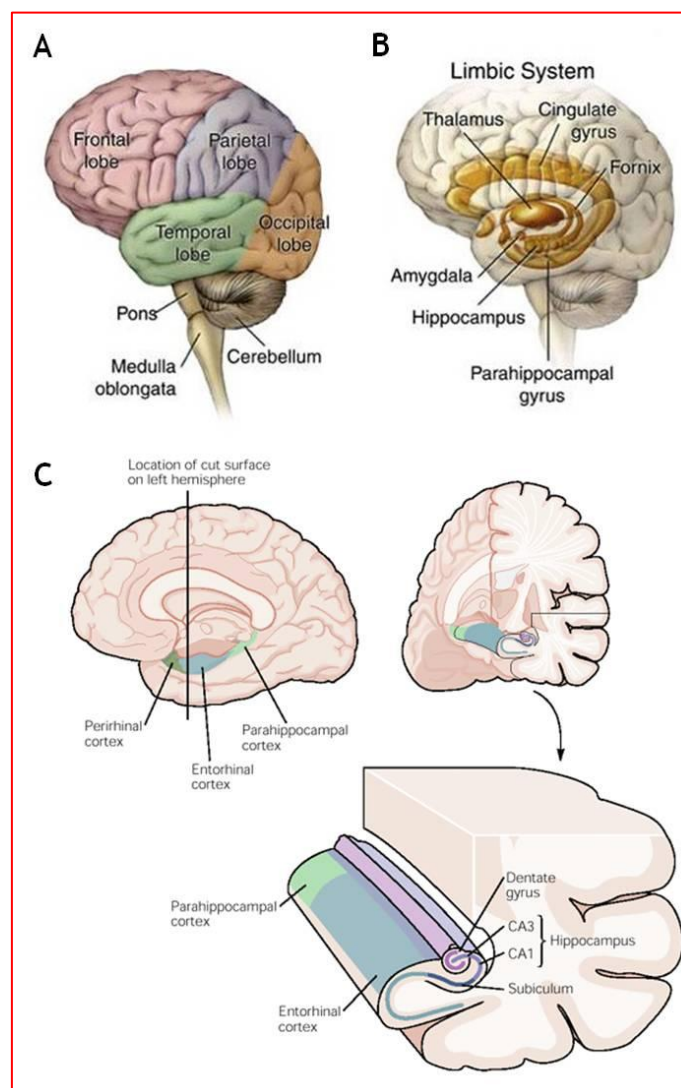 A
Frontal
lobe
Parietal
lobe
Temporal
lobe
Occipital
lobe
Pons
Medulla
oblongata
Cerebellum
B
Limbic System
Thalamus
Cingulate
gyrus
Fornix
Amygdala
Hippocampus
Parahippocampal
gyrus
C
Location of cut surface
on left hemisphere
Perirhinal
cortex
Entorhinal
cortex
Parahippocampal
cortex
Parahippocampal
cortex
Entorhinal
cortex
Dentate
gyrus
CA3
CA1
Hippocampus
Subiculum